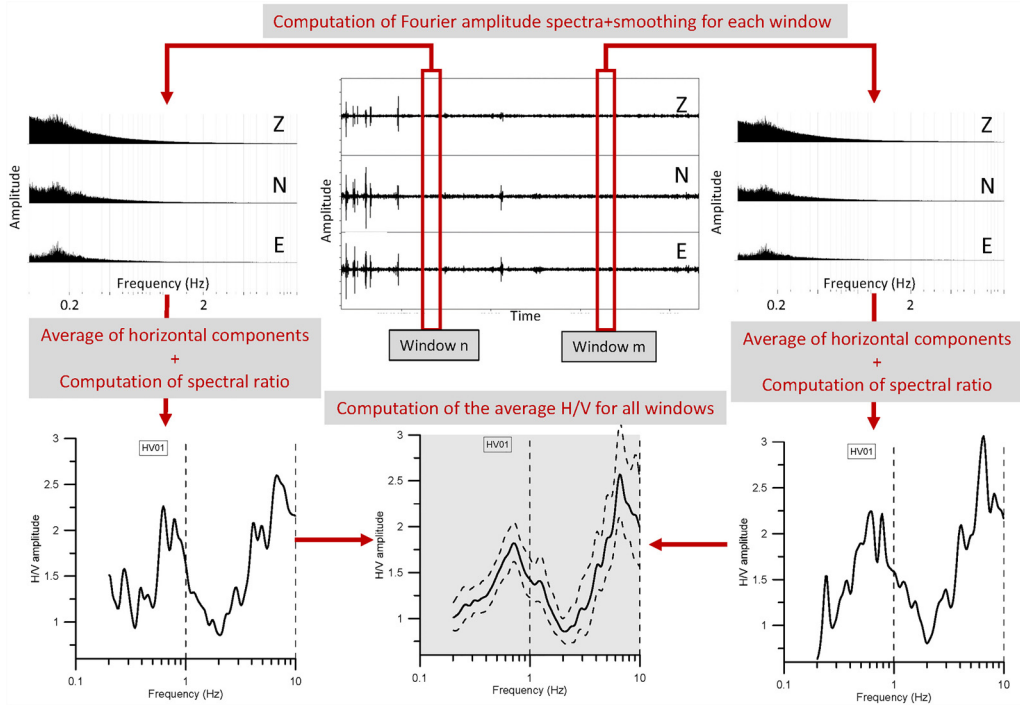 Computation of Fourier amplitude spectra+smoothing for each window
Z
N
E
Amplitude
Frequency (Hz)
0.2 2
Z
N
E
Amplitude
Time
Window n
Window m
Z
N
E
Amplitude
Frequency (Hz)
0.2 2
Average of horizontal components
+
Computation of spectral ratio
Average of horizontal components
+
Computation of spectral ratio
Computation of the average H/V for all windows
HV01
H/V amplitude
3
2.5
2
1.5
1
0.1 1 10
Frequency (Hz)
HV01
H/V amplitude
3
2.5
2
1.5
1
0.1 1 10
Frequency (Hz)
HV01
H/V amplitude
3
2.5
2
1.5
1
0.1 1 10
Frequency (Hz)